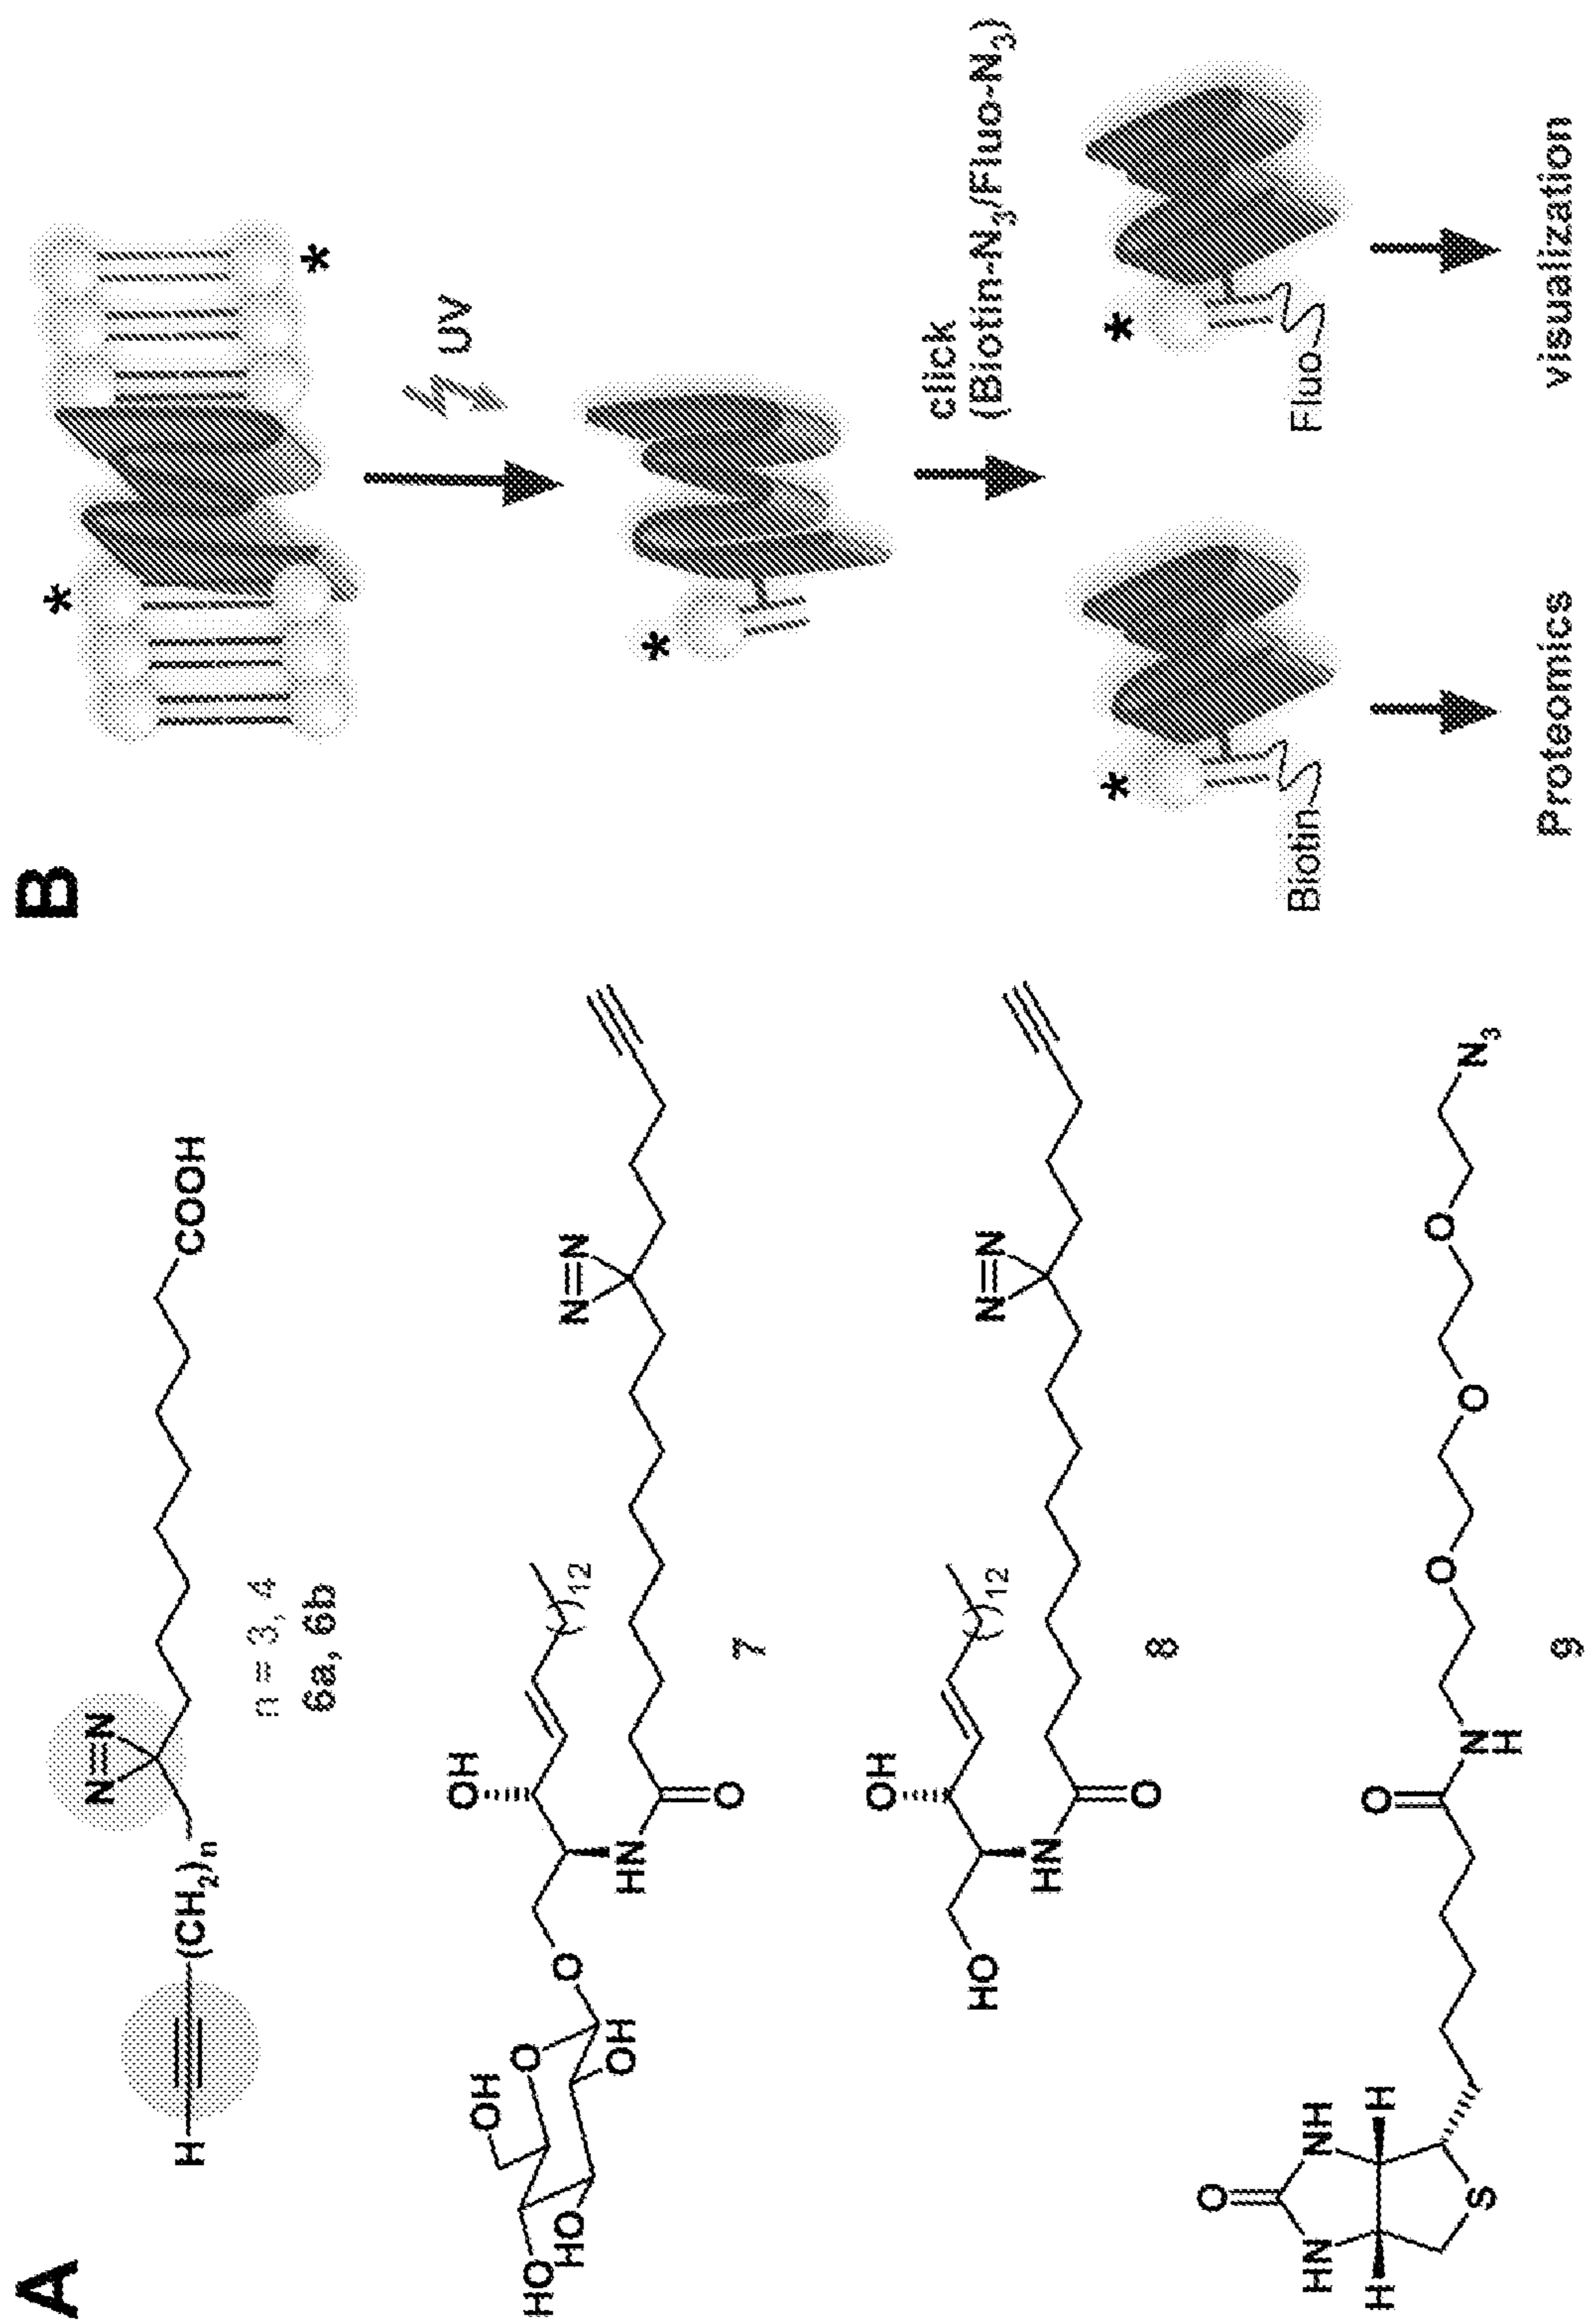 A
H
(CH2)n
N=N
COOH
n = 3, 4
6a, 6b
HO
HO
OH
O
OH
O
OH
HN
O
( )12
N=N
7
HO
OH
HN
O
( )12
N=N
8
O
HN
NH
H
H
S
O
N
H
O
O
O
N3
9
B
*
*
UV
*
click
(Biotin-N3/Fluo-N3)
*
Biotin
*
Fluo
Proteomics
visualization